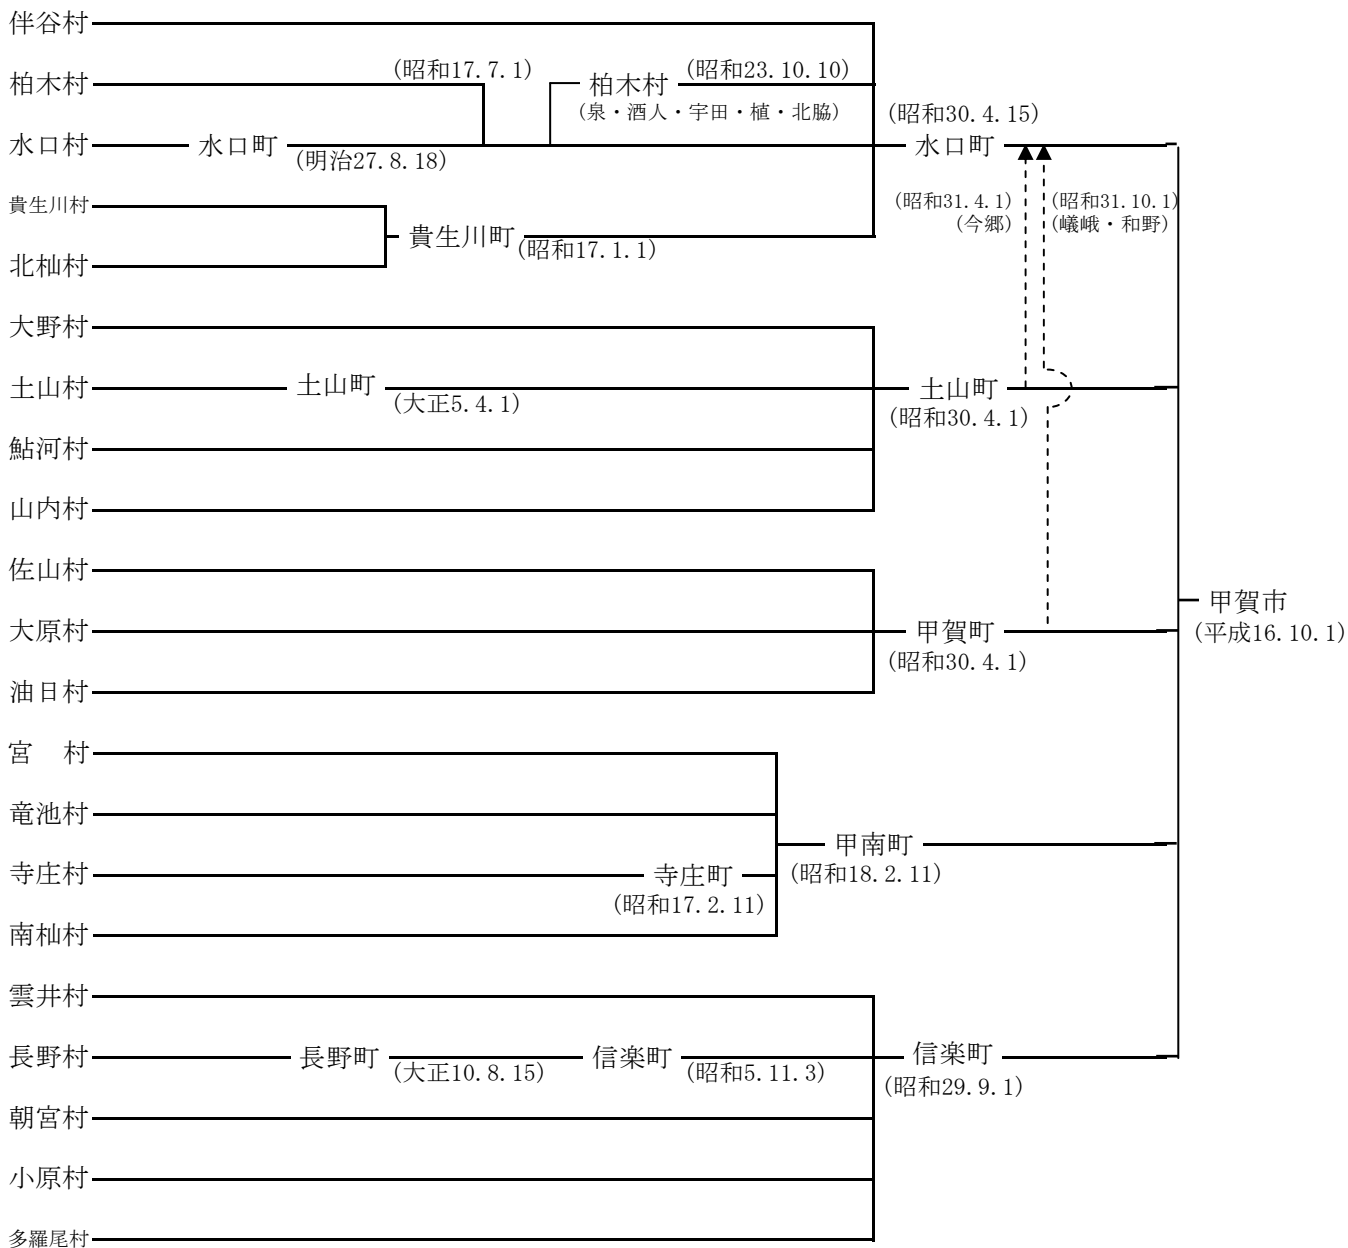 伴谷村
柏木村
(昭和17.7.1)
柏木村
(昭和23.10.10)
(泉・酒人・宇田・植・北脇)
水口村
水口町
(明治27.8.18)
(昭和30.4.15)
水口町
貴生川村
貴生川町
(昭和17.1.1)
(昭和31.4.1)
(今郷)
(昭和31.10.1)
(嶬峨・和野)
北杣村
大野村
土山村
土山町
(大正5.4.1)
土山町
(昭和30.4.1)
鮎河村
山内村
佐山村
大原村
甲賀町
(昭和30.4.1)
甲賀市
(平成16.10.1)
油日村
宮　村
竜池村
甲南町
(昭和18.2.11)
寺庄村
寺庄町
(昭和17.2.11)
南杣村
雲井村
長野村
長野町
(大正10.8.15)
信楽町
(昭和5.11.3)
信楽町
(昭和29.9.1)
朝宮村
小原村
多羅尾村